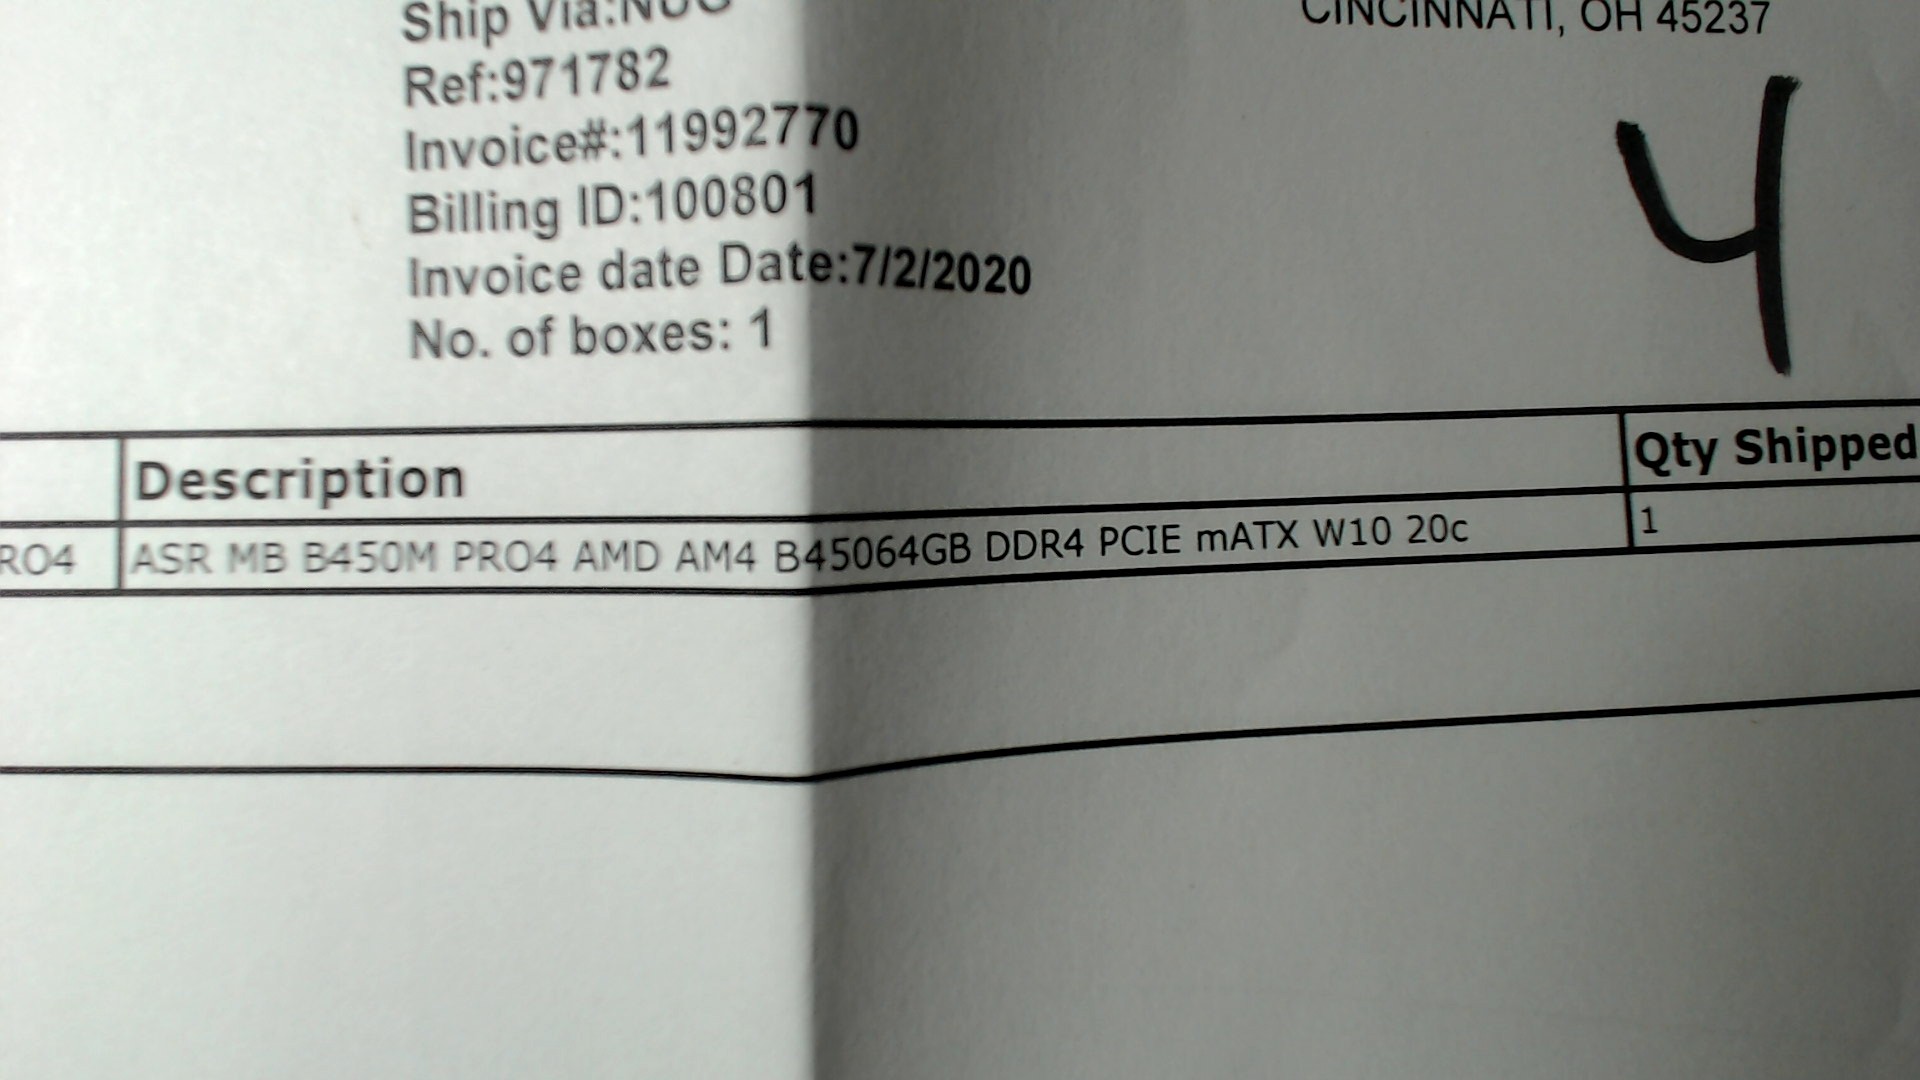 Ship Via:
CINCINNATI, OH 45237
Ref:971782
Invoice#:11992770
Billing ID:100801
Invoice date Date:7/2/2020
No. of boxes: 1
4
Description
Qty Shipped
RO4
ASR MB B450M PRO4 AMD AM4 B45064GB DDR4 PCIE mATX W10 20c
1